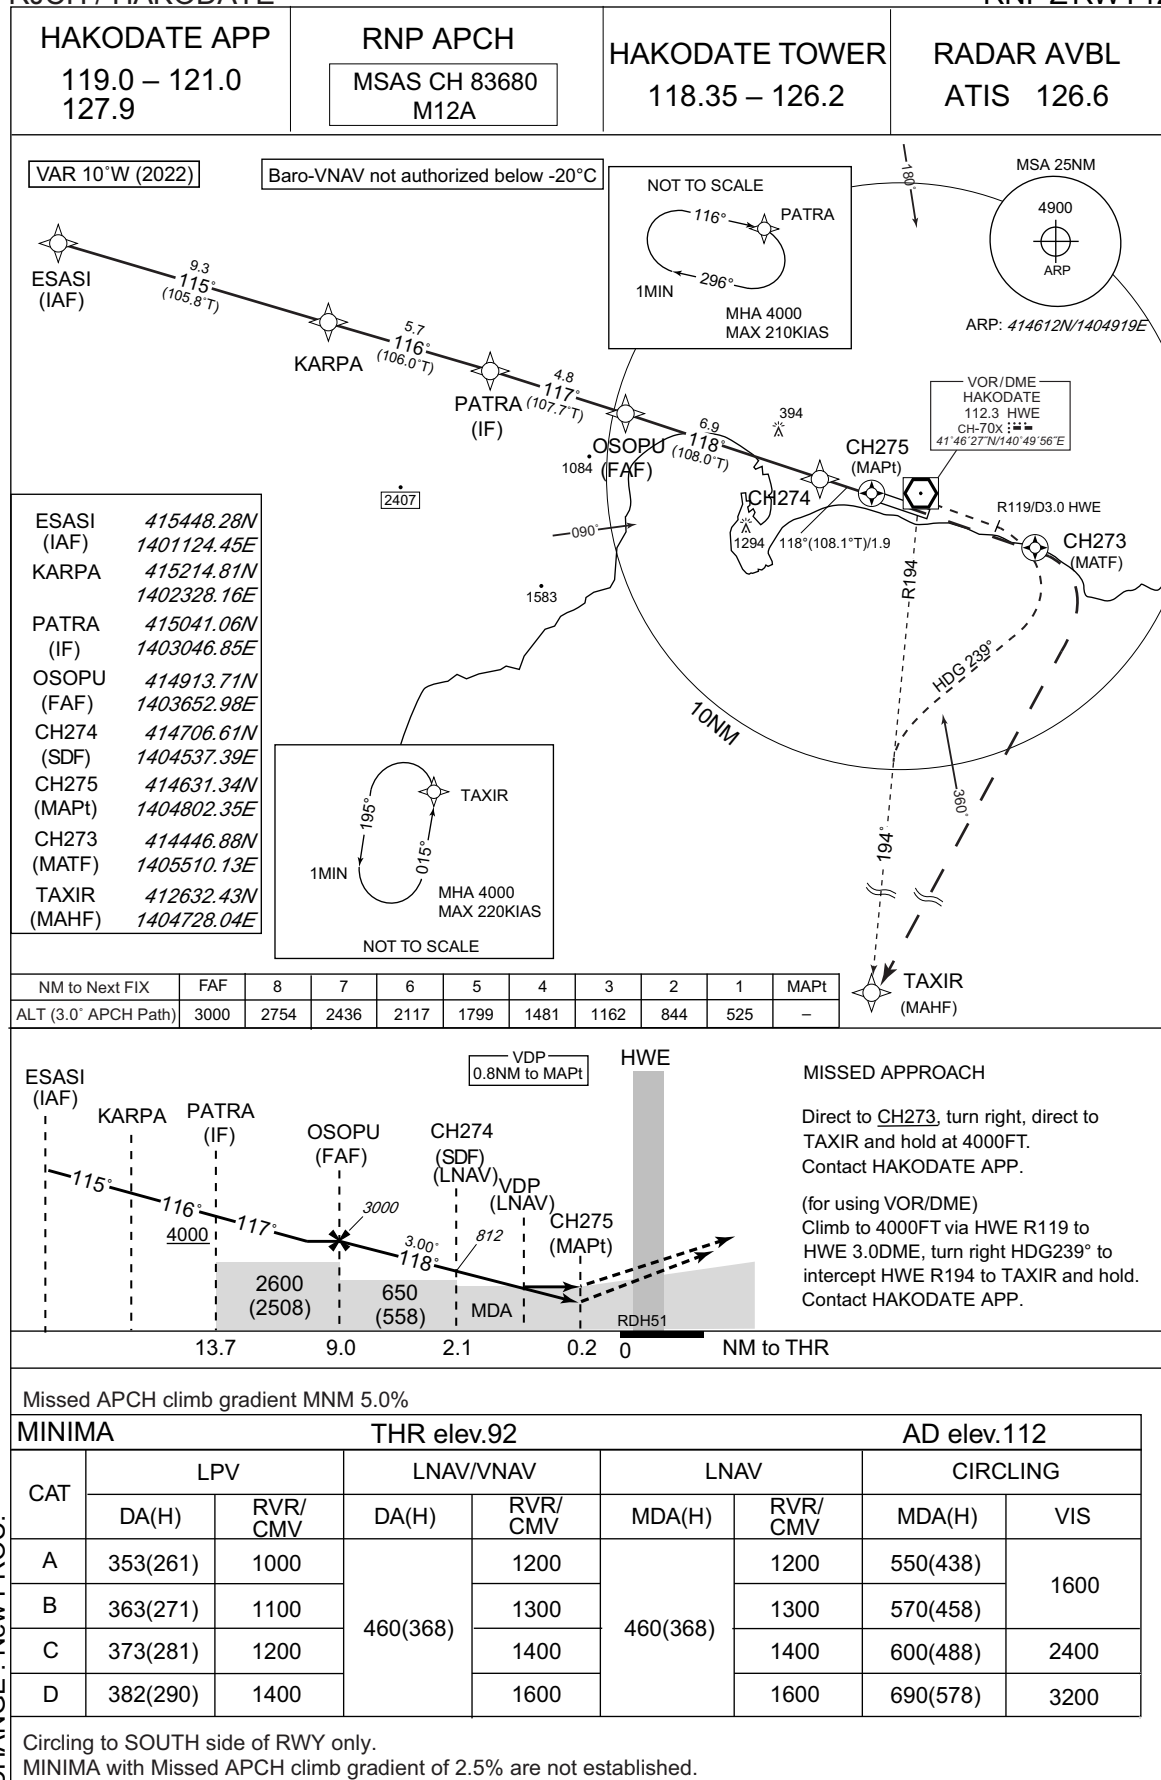 HAKODATE APP
119.0 – 121.0
127.9
RNP APCH
MSAS CH 83680
M12A
HAKODATE TOWER
118.35 – 126.2
RADAR AVBL
ATIS 126.6
VAR 10˚W (2022)
Baro-VNAV not authorized below -20°C
NOT TO SCALE
116°
PATRA
296°
1MIN
MHA 4000
MAX 210KIAS
180°
MSA 25NM
4900
ARP
ARP: 414612N/1404919E
ESASI
(IAF)
9.3
115°
(105.8˚T)
KARPA
5.7
116°
(106.0˚T)
PATRA
(IF)
4.8
117°
(107.7˚T)
OSOPU
(FAF)
6.9
118°
(108.0˚T)
394
1084
2407
1583
1294
090°
CH274
CH275
(MAPt)
118°(108.1°T)/1.9
VOR/DME
HAKODATE
112.3 HWE
CH-70X
41˚46'27"N/140˚49'56"E
R119/D3.0 HWE
CH273
(MATF)
R194
HDG 239°
10NM
360°
194°
TAXIR
(MAHF)
ESASI 415448.28N
(IAF) 1401124.45E
KARPA 415214.81N
1402328.16E
PATRA 415041.06N
(IF) 1403046.85E
OSOPU 414913.71N
(FAF) 1403652.98E
CH274 414706.61N
(SDF) 1404537.39E
CH275 414631.34N
(MAPt) 1404802.35E
CH273 414446.88N
(MATF) 1405510.13E
TAXIR 412632.43N
(MAHF) 1404728.04E
195°
TAXIR
015°
1MIN
MHA 4000
MAX 220KIAS
NOT TO SCALE
NM to Next FIX FAF 8 7 6 5 4 3 2 1 MAPt
ALT (3.0˚ APCH Path) 3000 2754 2436 2117 1799 1481 1162 844 525 –
VDP
0.8NM to MAPt
HWE
ESASI
(IAF)
KARPA
PATRA
(IF)
OSOPU
(FAF)
CH274
(SDF)
(LNAV)
VDP
(LNAV)
CH275
(MAPt)
115°
116°
117°
4000
3000
3.00°
118°
812
2600
(2508)
650
(558)
MDA
RDH51
13.7 9.0 2.1 0.2 0 NM to THR
MISSED APPROACH
Direct to CH273, turn right, direct to
TAXIR and hold at 4000FT.
Contact HAKODATE APP.
(for using VOR/DME)
Climb to 4000FT via HWE R119 to
HWE 3.0DME, turn right HDG239° to
intercept HWE R194 to TAXIR and hold.
Contact HAKODATE APP.
Missed APCH climb gradient MNM 5.0%
MINIMA THR elev.92 AD elev.112
CAT LPV LNAV/VNAV LNAV CIRCLING
DA(H) RVR/CMV DA(H) RVR/CMV MDA(H) RVR/CMV MDA(H) VIS
A 353(261) 1000 460(368) 1200 460(368) 1200 550(438) 1600
B 363(271) 1100 1300 1300 570(458)
C 373(281) 1200 1400 1400 600(488) 2400
D 382(290) 1400 1600 1600 690(578) 3200
Circling to SOUTH side of RWY only.
MINIMA with Missed APCH climb gradient of 2.5% are not established.